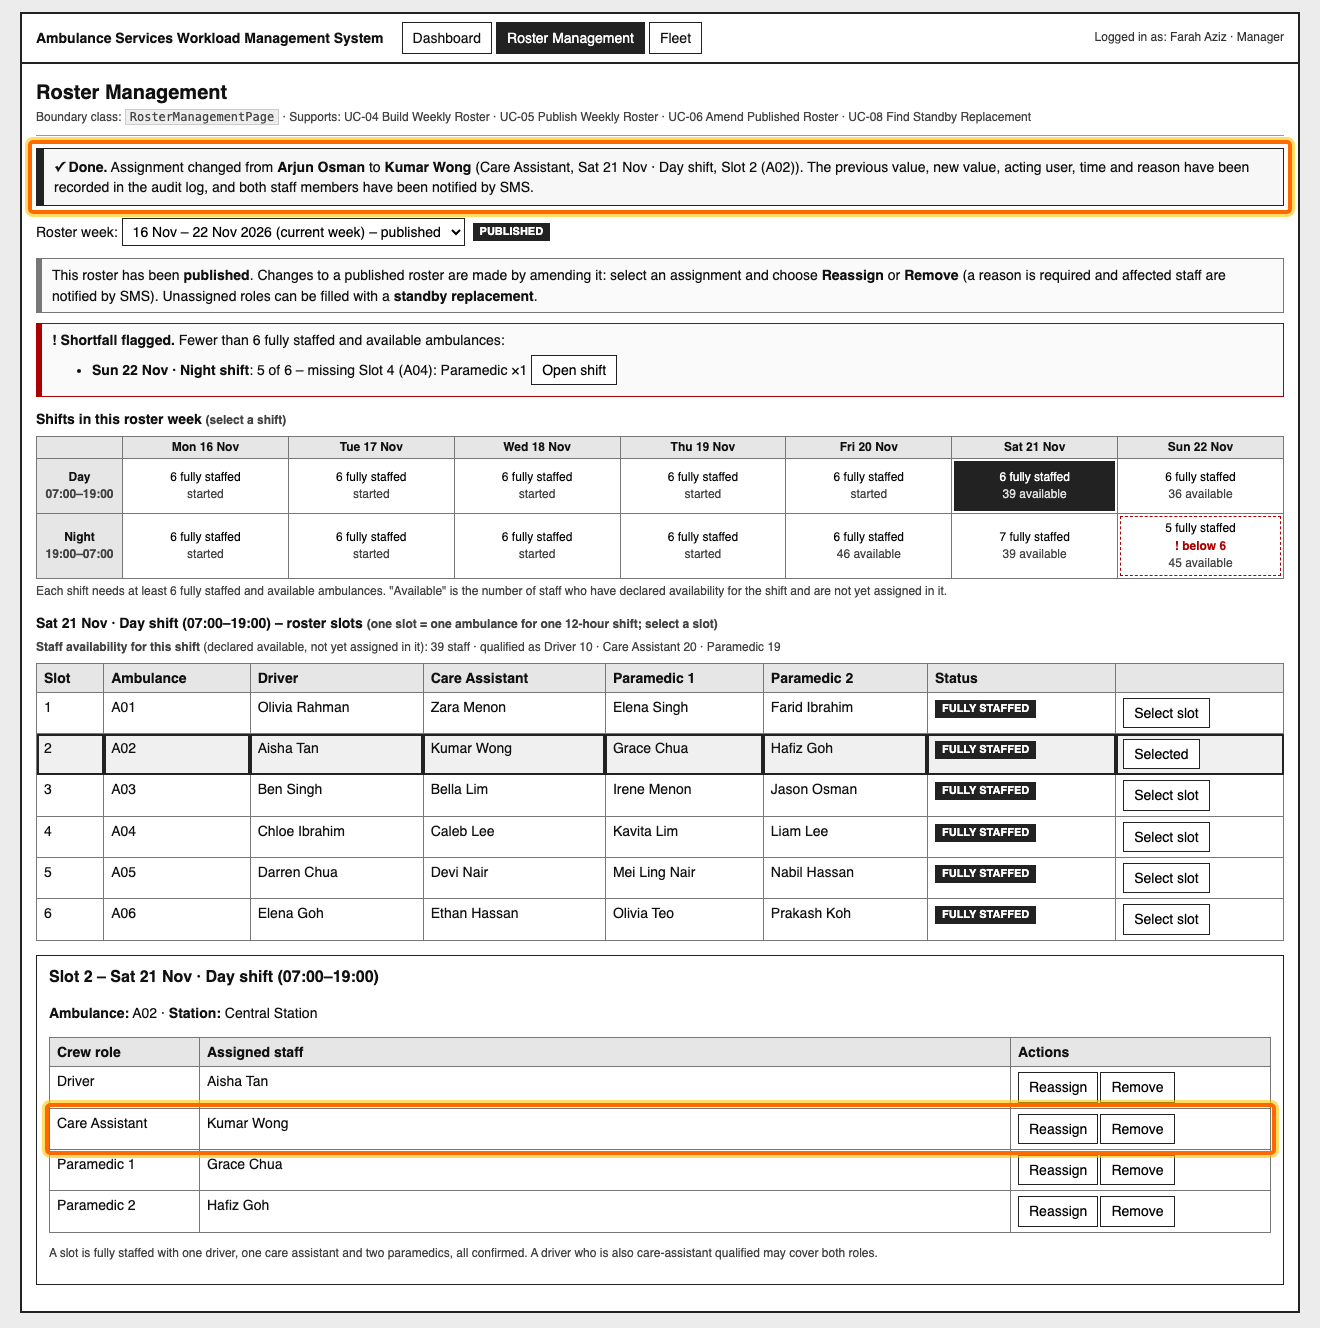 Ambulance Services Workload Management System Dashboard Roster Management Fleet Logged in as: Farah Aziz · Manager
Roster Management
Boundary class: RosterManagementPage · Supports: UC-04 Build Weekly Roster · UC-05 Publish Weekly Roster · UC-06 Amend Published Roster · UC-08 Find Standby Replacement
✓ Done. Assignment changed from Arjun Osman to Kumar Wong (Care Assistant, Sat 21 Nov · Day shift, Slot 2 (A02)). The previous value, new value, acting user, time and reason have been
recorded in the audit log, and both staff members have been notified by SMS.
Roster week: 16 Nov – 22 Nov 2026 (current week) – published PUBLISHED
This roster has been published. Changes to a published roster are made by amending it: select an assignment and choose Reassign or Remove (a reason is required and affected staff are
notified by SMS). Unassigned roles can be filled with a standby replacement.
! Shortfall flagged. Fewer than 6 fully staffed and available ambulances:
• Sun 22 Nov · Night shift: 5 of 6 – missing Slot 4 (A04): Paramedic ×1 Open shift
Shifts in this roster week (select a shift)
Mon 16 Nov Tue 17 Nov Wed 18 Nov Thu 19 Nov Fri 20 Nov Sat 21 Nov Sun 22 Nov
Day 6 fully staffed 6 fully staffed 6 fully staffed 6 fully staffed 6 fully staffed 6 fully staffed 6 fully staffed
07:00–19:00 started started started started started 39 available 36 available
Night 6 fully staffed 6 fully staffed 6 fully staffed 6 fully staffed 6 fully staffed 7 fully staffed 5 fully staffed
! below 6
19:00–07:00 started started started started 46 available 39 available 45 available
Each shift needs at least 6 fully staffed and available ambulances. "Available" is the number of staff who have declared availability for the shift and are not yet assigned in it.
Sat 21 Nov · Day shift (07:00–19:00) – roster slots (one slot = one ambulance for one 12-hour shift; select a slot)
Staff availability for this shift (declared available, not yet assigned in it): 39 staff · qualified as Driver 10 · Care Assistant 20 · Paramedic 19
Slot Ambulance Driver Care Assistant Paramedic 1 Paramedic 2 Status
1 A01 Olivia Rahman Zara Menon Elena Singh Farid Ibrahim FULLY STAFFED Select slot
2 A02 Aisha Tan Kumar Wong Grace Chua Hafiz Goh FULLY STAFFED Selected
3 A03 Ben Singh Bella Lim Irene Menon Jason Osman FULLY STAFFED Select slot
4 A04 Chloe Ibrahim Caleb Lee Kavita Lim Liam Lee FULLY STAFFED Select slot
5 A05 Darren Chua Devi Nair Mei Ling Nair Nabil Hassan FULLY STAFFED Select slot
6 A06 Elena Goh Ethan Hassan Olivia Teo Prakash Koh FULLY STAFFED Select slot
Slot 2 – Sat 21 Nov · Day shift (07:00–19:00)
Ambulance: A02 · Station: Central Station
Crew role Assigned staff Actions
Driver Aisha Tan Reassign Remove
Care Assistant Kumar Wong Reassign Remove
Paramedic 1 Grace Chua Reassign Remove
Paramedic 2 Hafiz Goh Reassign Remove
A slot is fully staffed with one driver, one care assistant and two paramedics, all confirmed. A driver who is also care-assistant qualified may cover both roles.